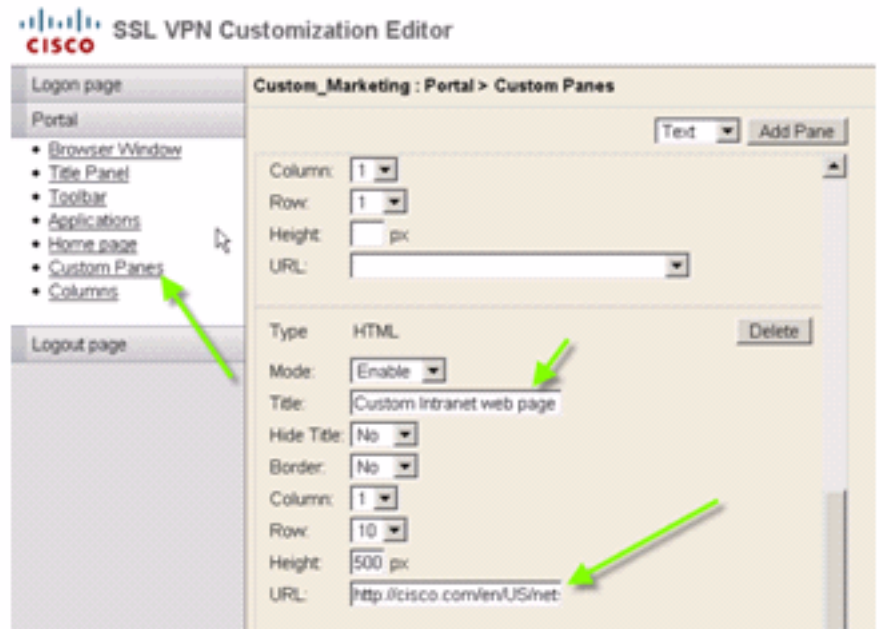 CISCO SSL VPN Customization Editor
Logon page
Portal
Browser Window
Title Panel
Toolbar
Applications
Home page
Custom Panes
Columns
Logout page
Custom_Marketing : Portal > Custom Panes
Text Add Pane
Column: 1
Row: 1
Height: px
URL:
Type HTML Delete
Mode: Enable
Title: Custom Intranet web page
Hide Title: No
Border: No
Column: 1
Row: 10
Height: 500 px
URL: http://cisco.com/en/US/net